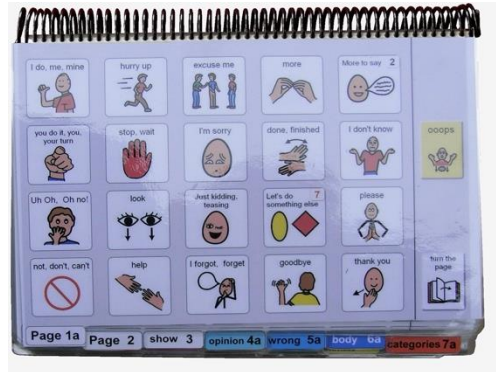 I do, me, mine
hurry up
excuse me
more
More to say 2
you do it, you,
your turn
stop, wait
I'm sorry
done, finished
I don't know
ooops
Uh Oh, Oh no!
look
Just kidding,
teasing
Let's do 7
something else
please
not, don't, can't
help
I forgot, forget
goodbye
thank you
turn the
page
Page 1a
Page 2
show 3
opinion 4a
wrong 5a
body 6a
categories 7a